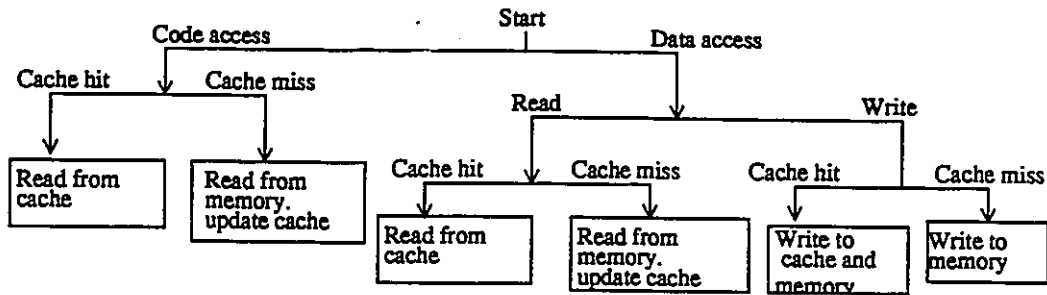 Start
Code access
Data access
Cache hit
Cache miss
Read
Write
Read from
cache
Read from
memory.
update cache
Cache hit
Cache miss
Cache hit
Cache miss
Read from
cache
Read from
memory.
update cache
Write to
cache and
memory
Write to
memory